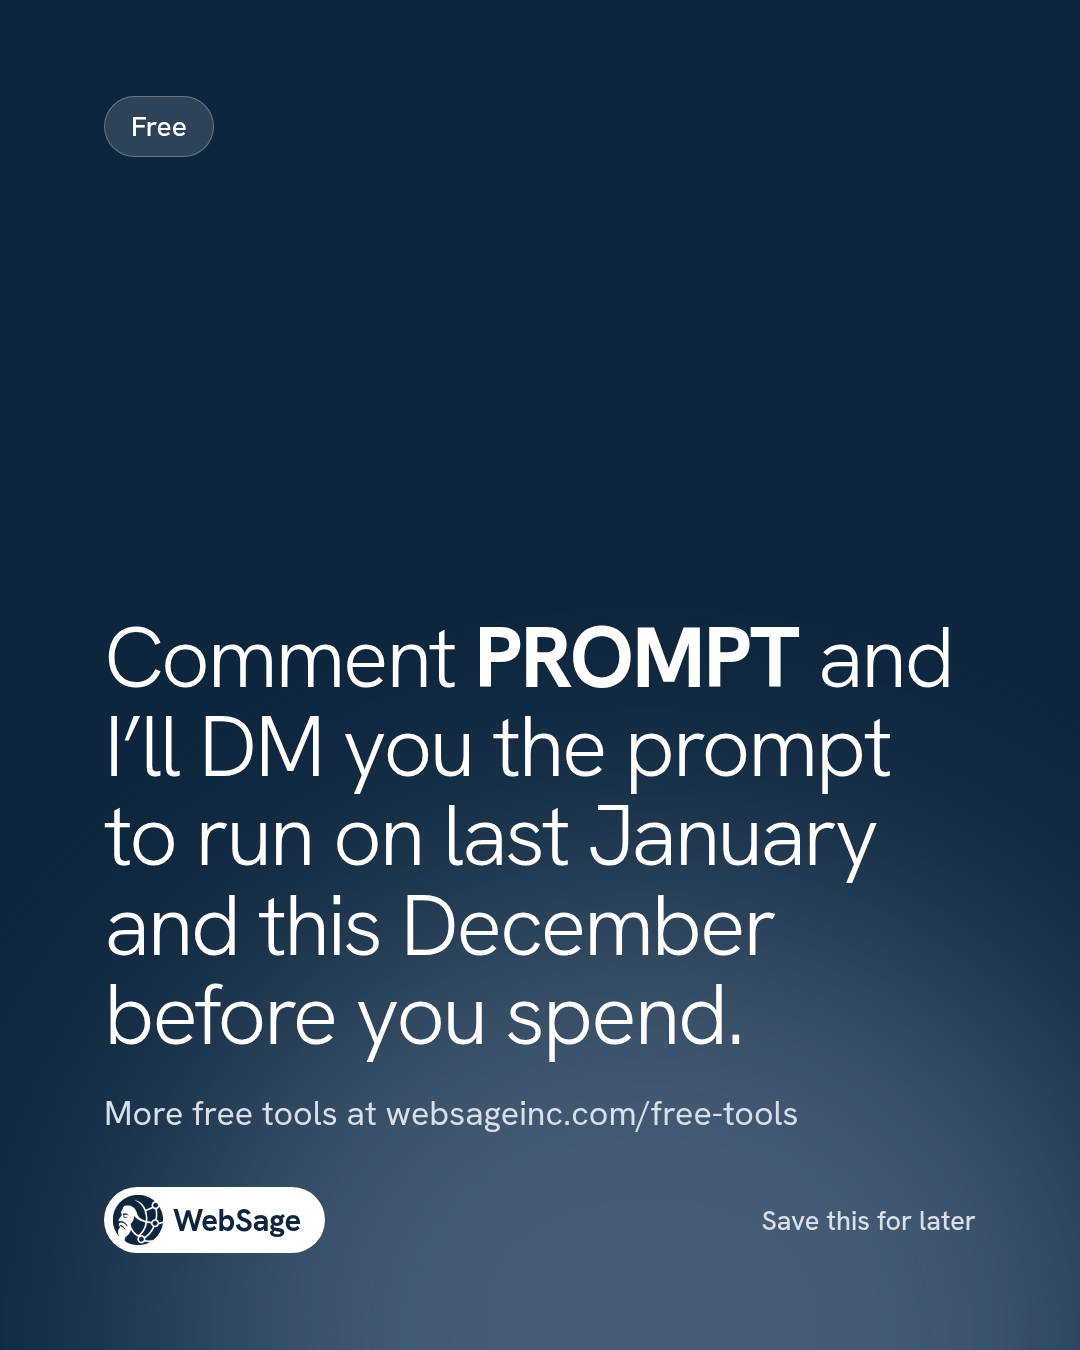 Free
Comment PROMPT and
I’ll DM you the prompt
to run on last January
and this December
before you spend.
More free tools at websageinc.com/free-tools
WebSage
Save this for later